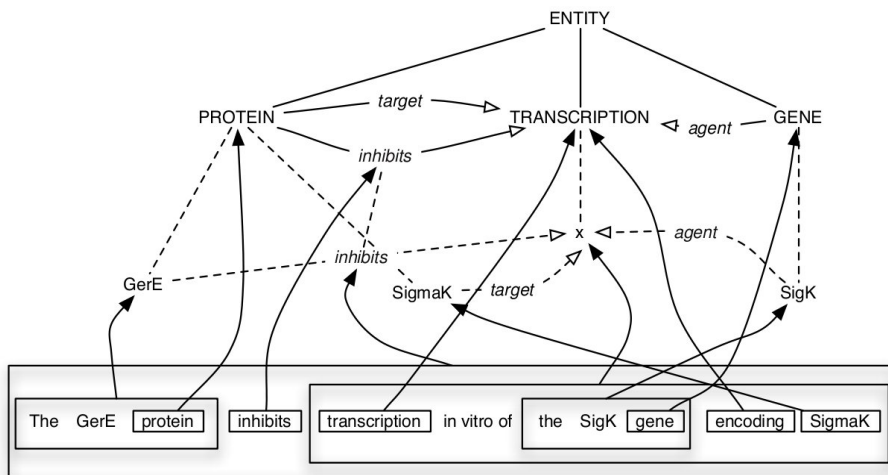 ENTITY
PROTEIN target TRANSCRIPTION agent GENE
inhibits
x agent
inhibits
GerE SigmaK target SigK
The GerE protein inhibits transcription in vitro of the SigK gene encoding SigmaK